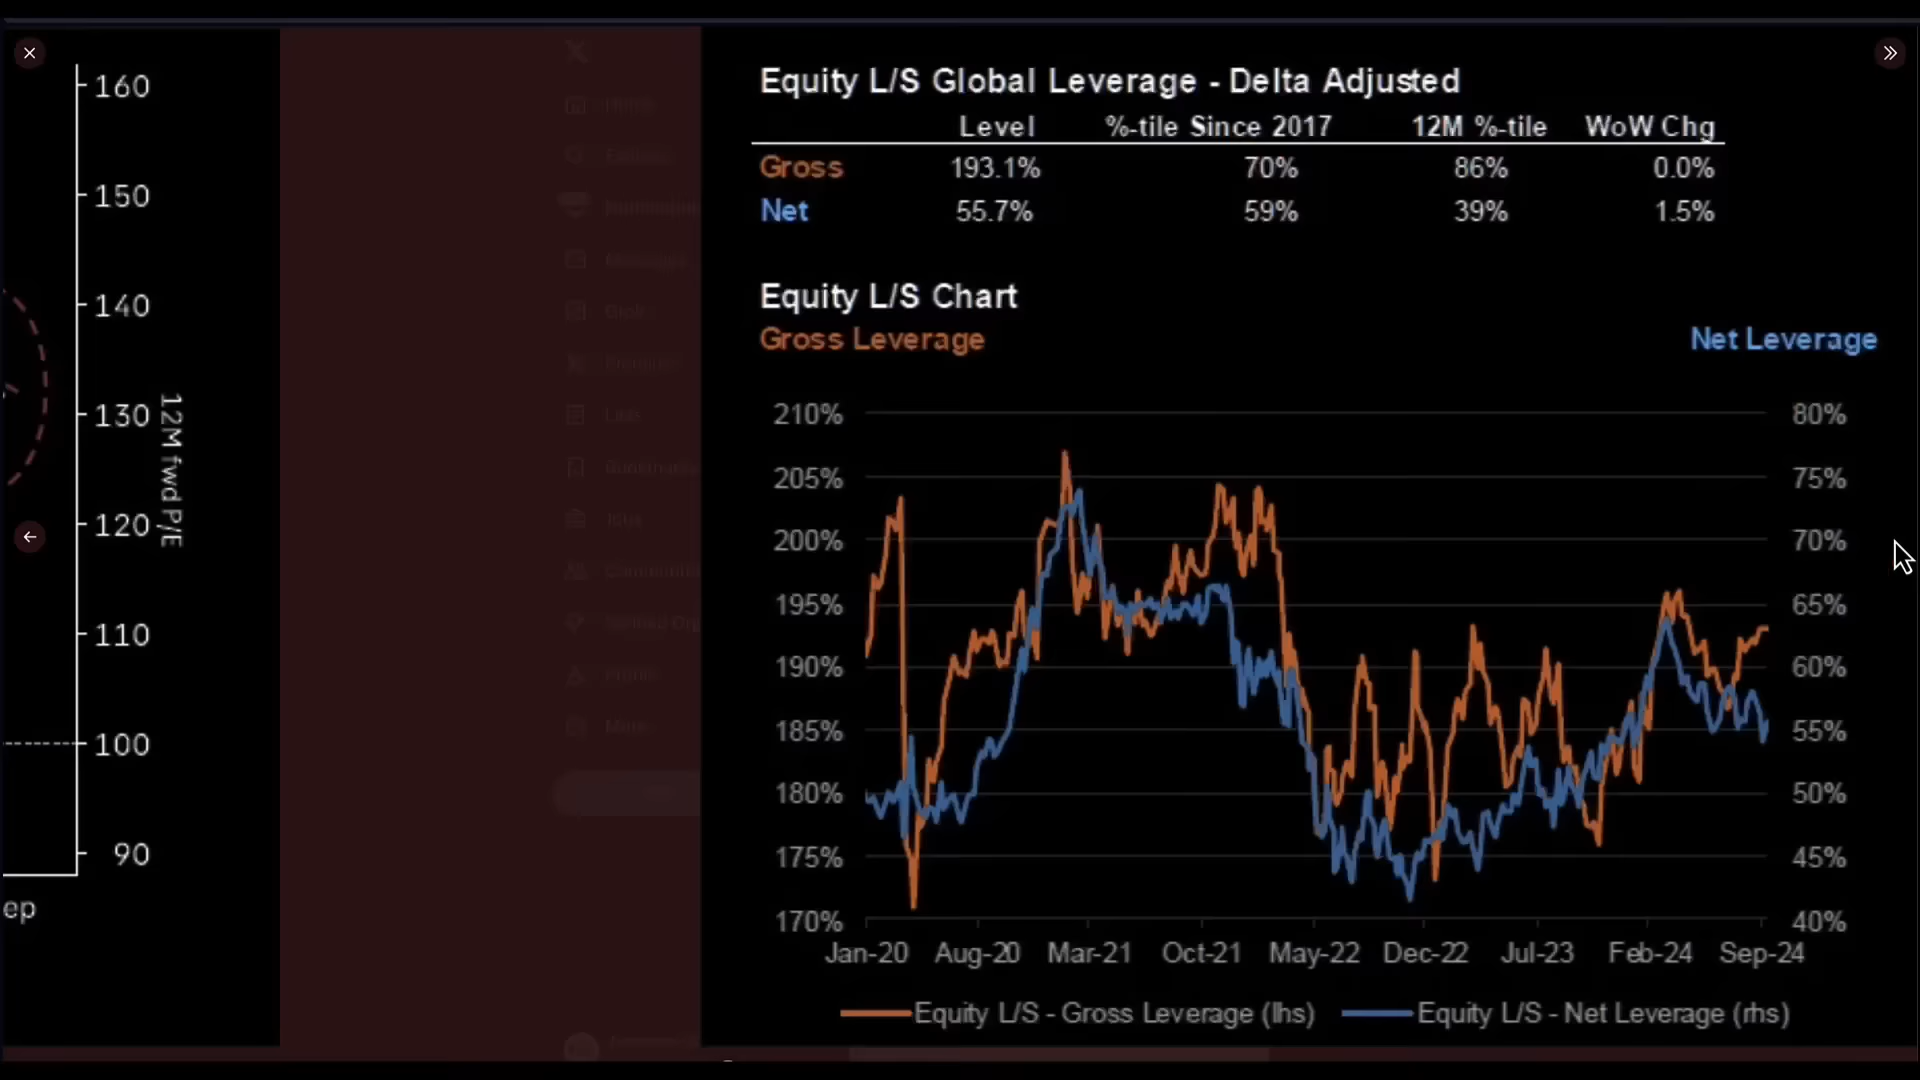 160
150
140
130
120
110
100
90
12M fwd P/E
ep
Equity L/S Global Leverage - Delta Adjusted
Level %-tile Since 2017 12M %-tile WoW Chg
Gross 193.1% 70% 86% 0.0%
Net 55.7% 59% 39% 1.5%
Equity L/S Chart
Gross Leverage Net Leverage
210% 80%
205% 75%
200% 70%
195% 65%
190% 60%
185% 55%
180% 50%
175% 45%
170% 40%
Jan-20 Aug-20 Mar-21 Oct-21 May-22 Dec-22 Jul-23 Feb-24 Sep-24
Equity L/S - Gross Leverage (lhs) Equity L/S - Net Leverage (rhs)